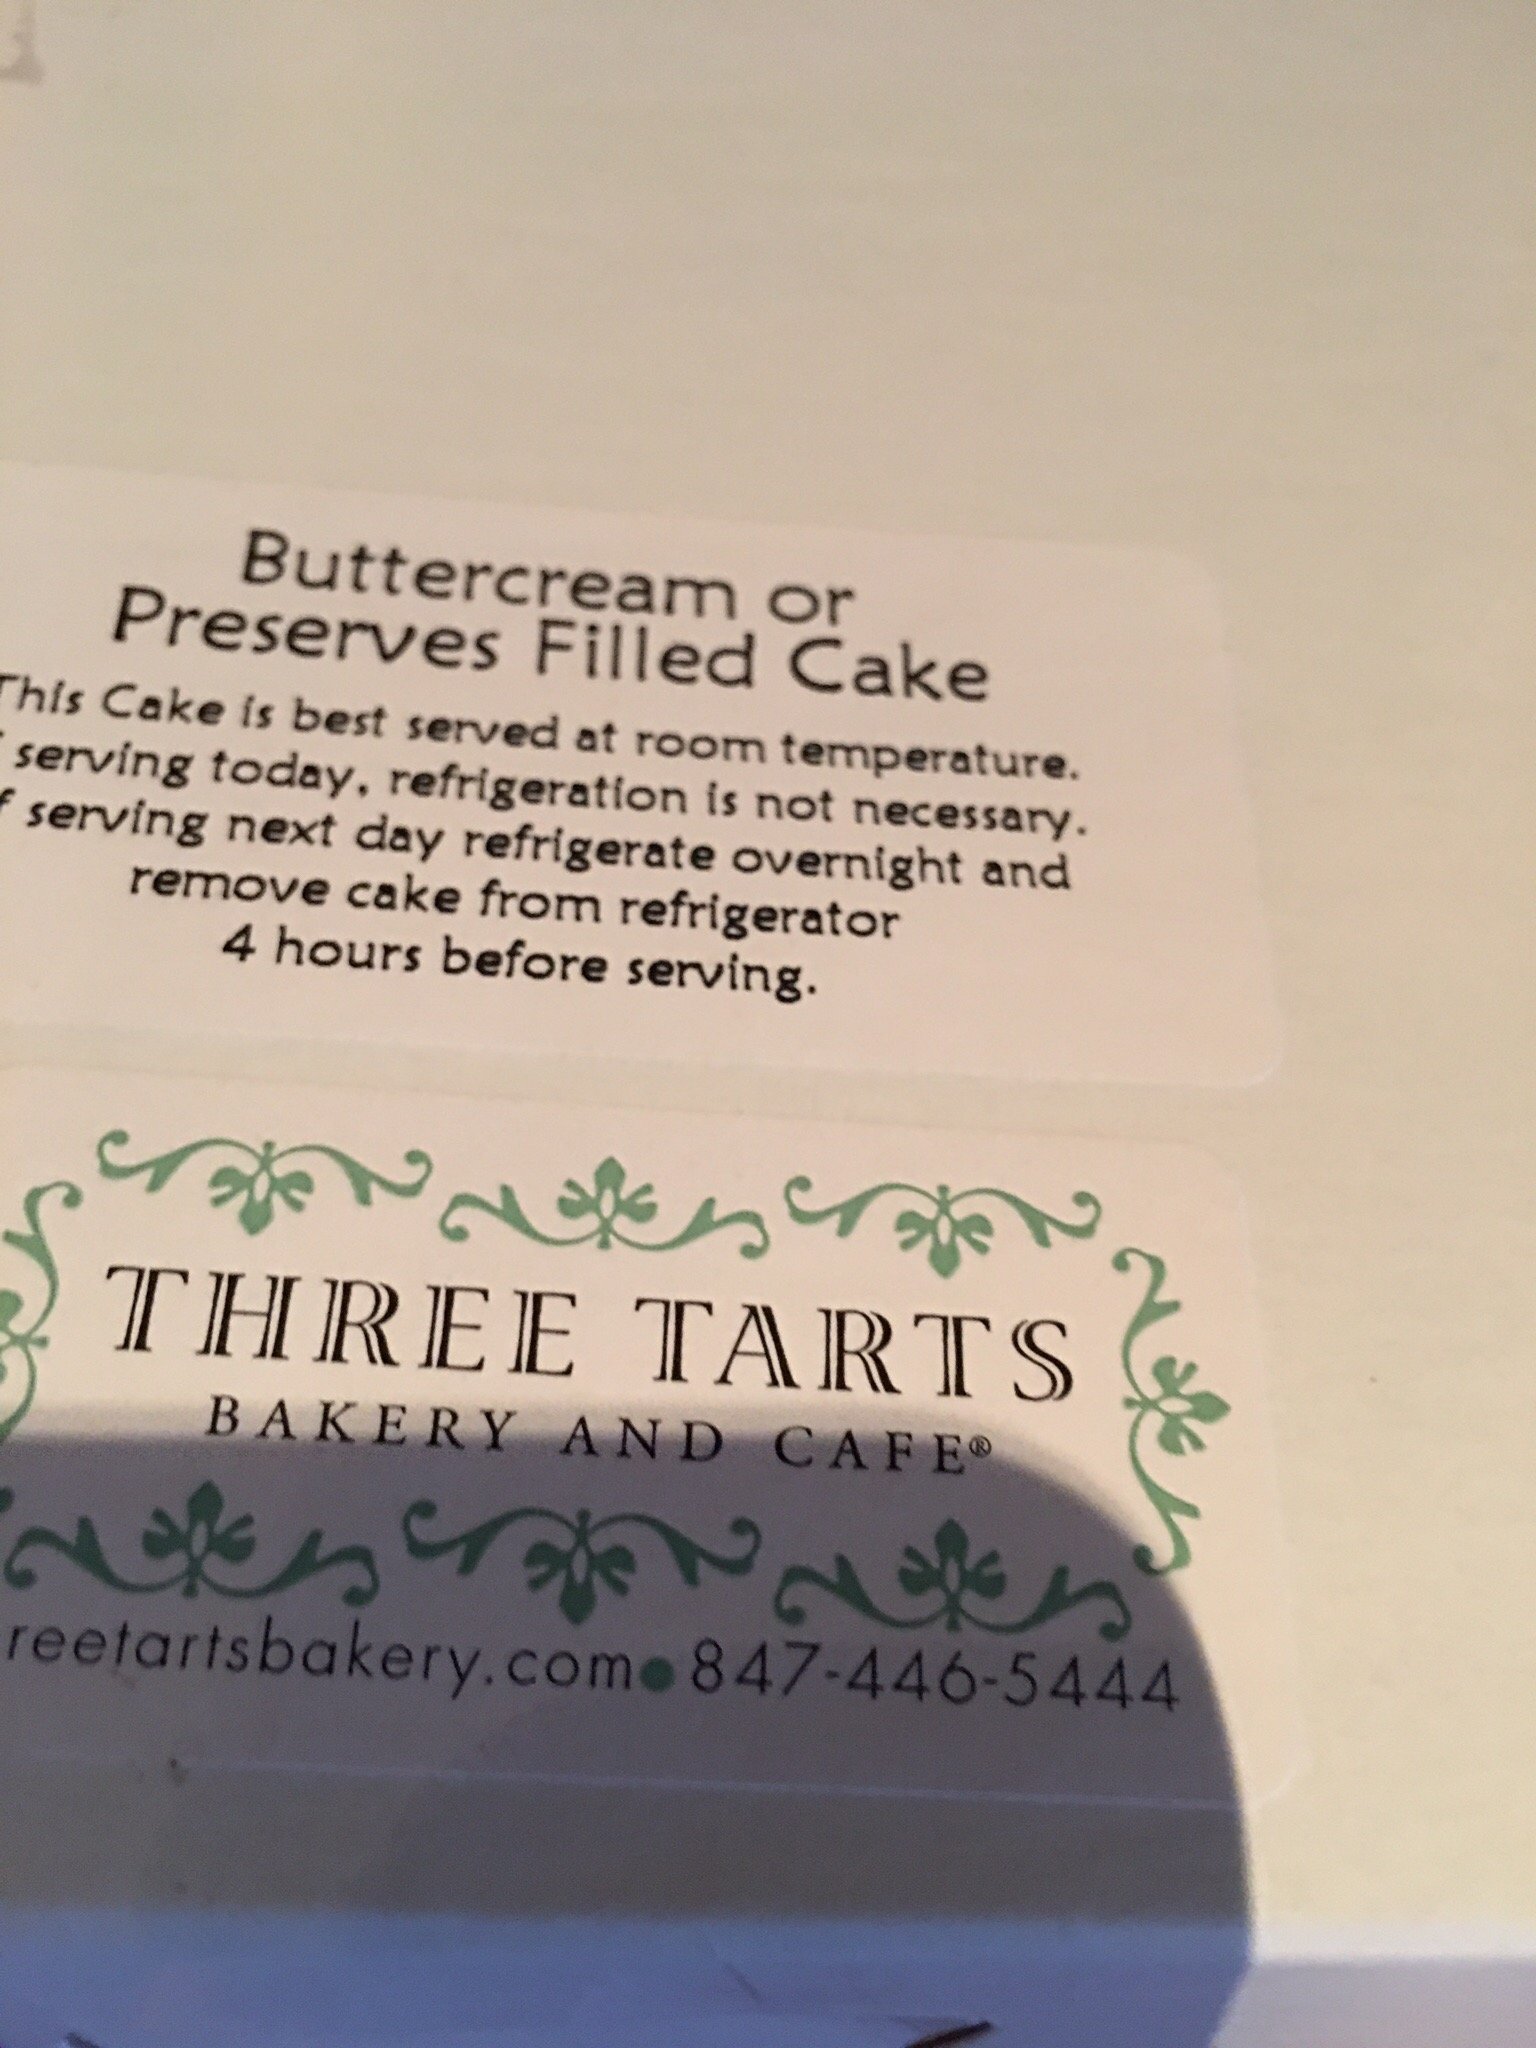 Buttercream or
Preserves Filled Cake
This Cake is best served at room temperature.
serving today, refrigeration is not necessary.
f serving next day refrigerate overnight and
remove cake from refrigerator
4 hours before serving.
THREE TARTS
BAKERY AND CAFE®
reetartsbakery.com•847-446-5444